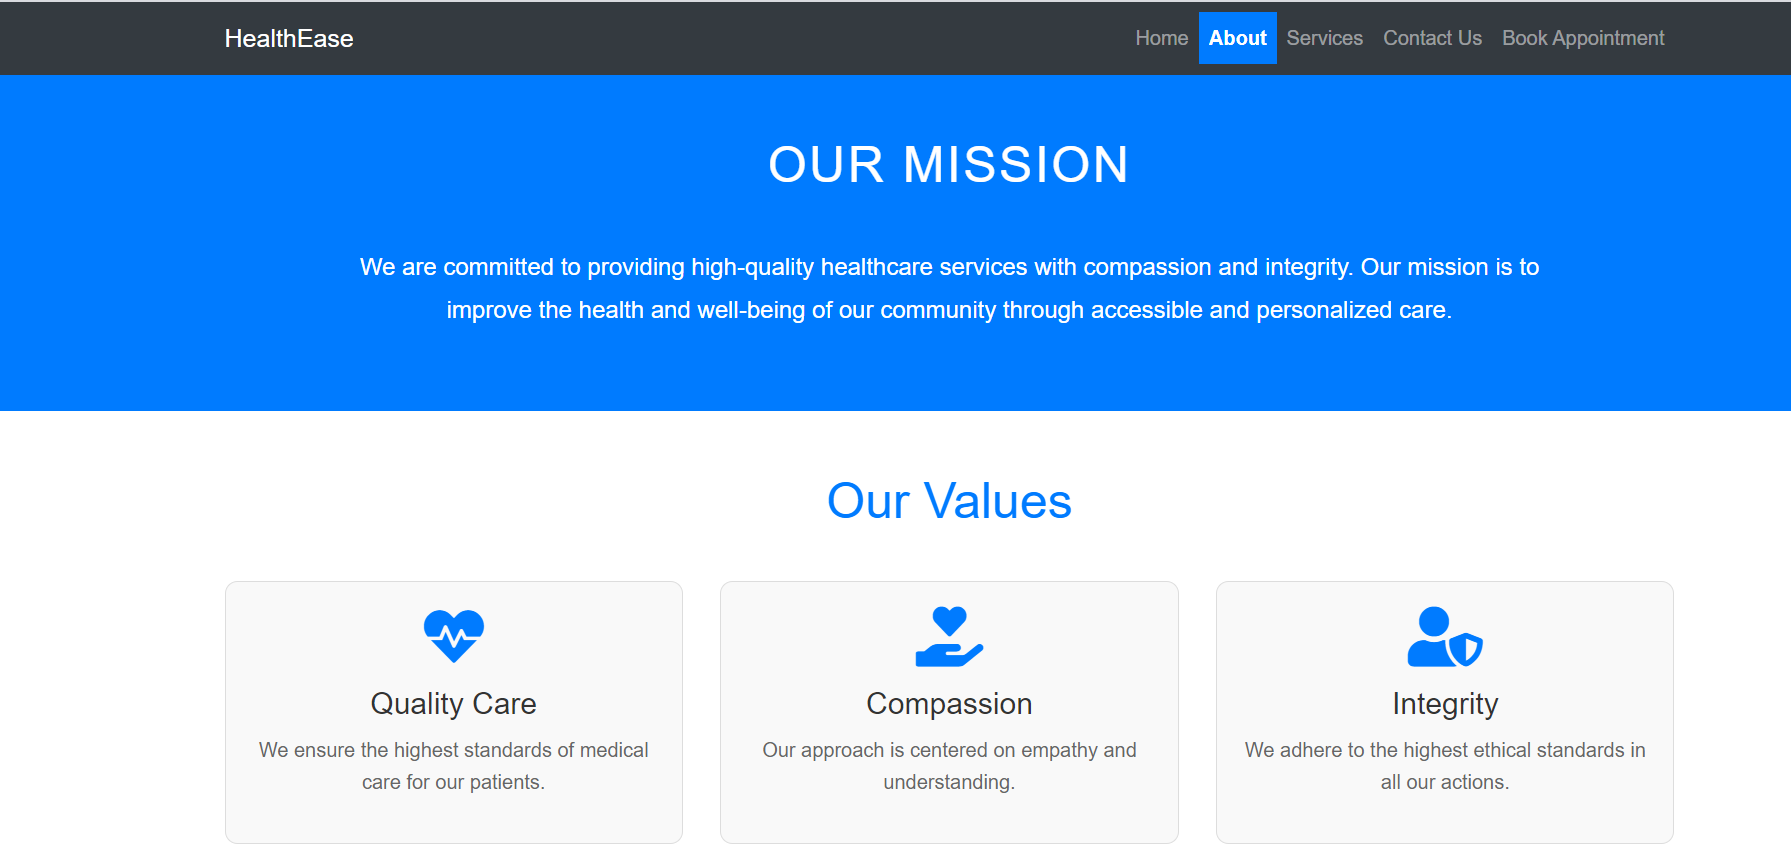 HealthEase
Home About Services Contact Us Book Appointment
OUR MISSION
We are committed to providing high-quality healthcare services with compassion and integrity. Our mission is to
improve the health and well-being of our community through accessible and personalized care.
Our Values
Quality Care
We ensure the highest standards of medical
care for our patients.
Compassion
Our approach is centered on empathy and
understanding.
Integrity
We adhere to the highest ethical standards in
all our actions.